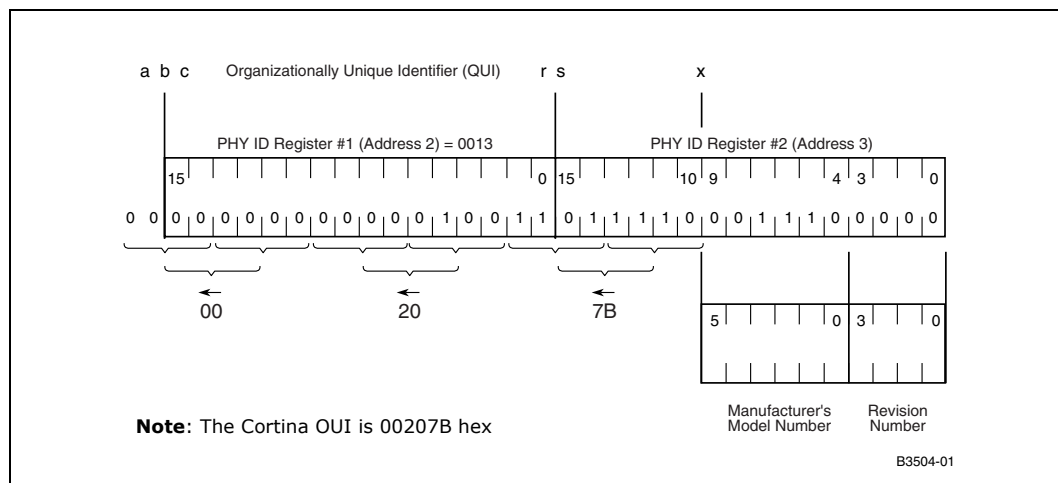 a b c Organizationally Unique Identifier (QUI) r s x
PHY ID Register #1 (Address 2) = 0013 PHY ID Register #2 (Address 3)
15 0 15 10 9 4 3 0
0 0 0 0 0 0 0 0 0 0 0 0 0 1 0 0 1 1 0 1 1 1 1 0 0 0 1 1 1 0 0 0 0 0
00 20 7B
5 0 3 0
Manufacturer's Revision
Model Number Number
Note: The Cortina OUI is 00207B hex
B3504-01